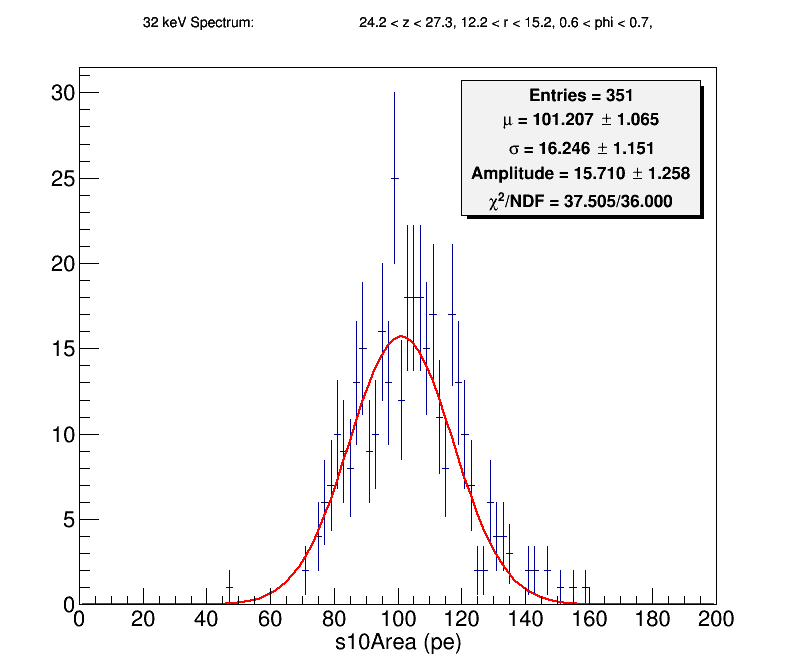 32 keV Spectrum: 24.2 < z < 27.3, 12.2 < r < 15.2, 0.6 < phi < 0.7,
Entries = 351
μ = 101.207 ± 1.065
σ = 16.246 ± 1.151
Amplitude = 15.710 ± 1.258
χ²/NDF = 37.505/36.000
30
25
20
15
10
5
0
0 20 40 60 80 100 120 140 160 180 200
s10Area (pe)